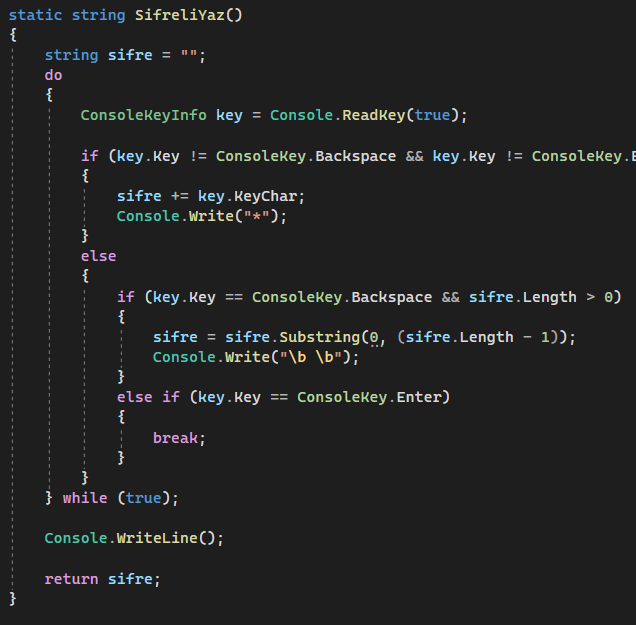 static string SifreliYaz()
{
    string sifre = "";
    do
    {
        ConsoleKeyInfo key = Console.ReadKey(true);

        if (key.Key != ConsoleKey.Backspace && key.Key != ConsoleKey.E
        {
            sifre += key.KeyChar;
            Console.Write("*");
        }
        else
        {
            if (key.Key == ConsoleKey.Backspace && sifre.Length > 0)
            {
                sifre = sifre.Substring(0, (sifre.Length - 1));
                Console.Write("\b \b");
            }
            else if (key.Key == ConsoleKey.Enter)
            {
                break;
            }
        }
    } while (true);

    Console.WriteLine();

    return sifre;
}